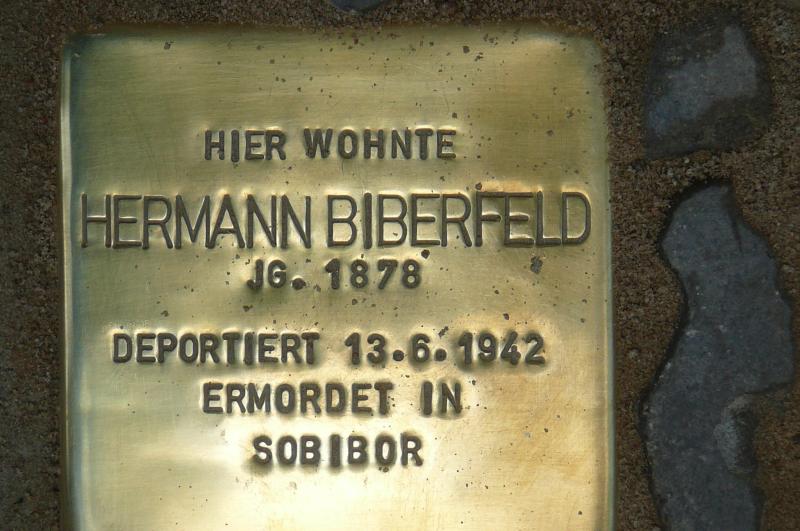 HIER WOHNTE
HERMANN BIBERFELD
JG. 1878
DEPORTIERT 13.6.1942
ERMORDET IN
SOBIBOR